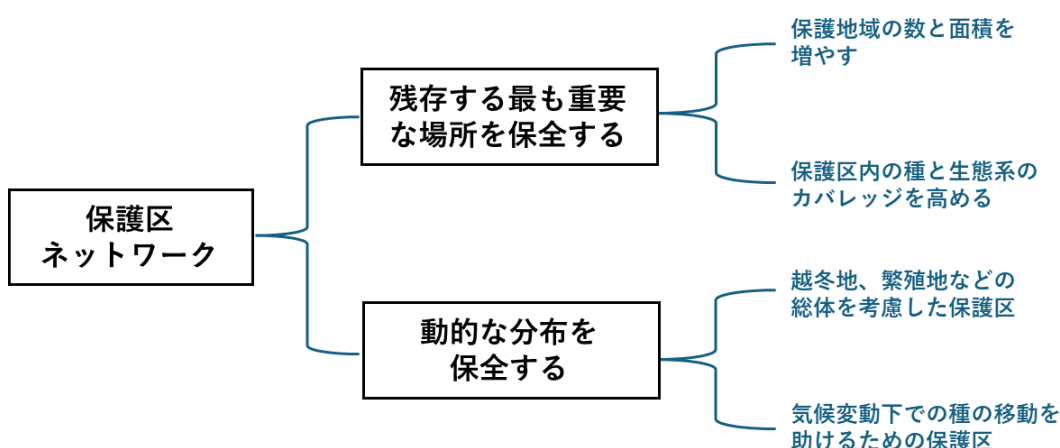 保護区
ネットワーク
残存する最も重要
な場所を保全する
保護地域の数と面積を
増やす
保護区内の種と生態系の
カバレッジを高める
動的な分布を
保全する
越冬地、繁殖地などの
総体を考慮した保護区
気候変動下での種の移動を
助けるための保護区